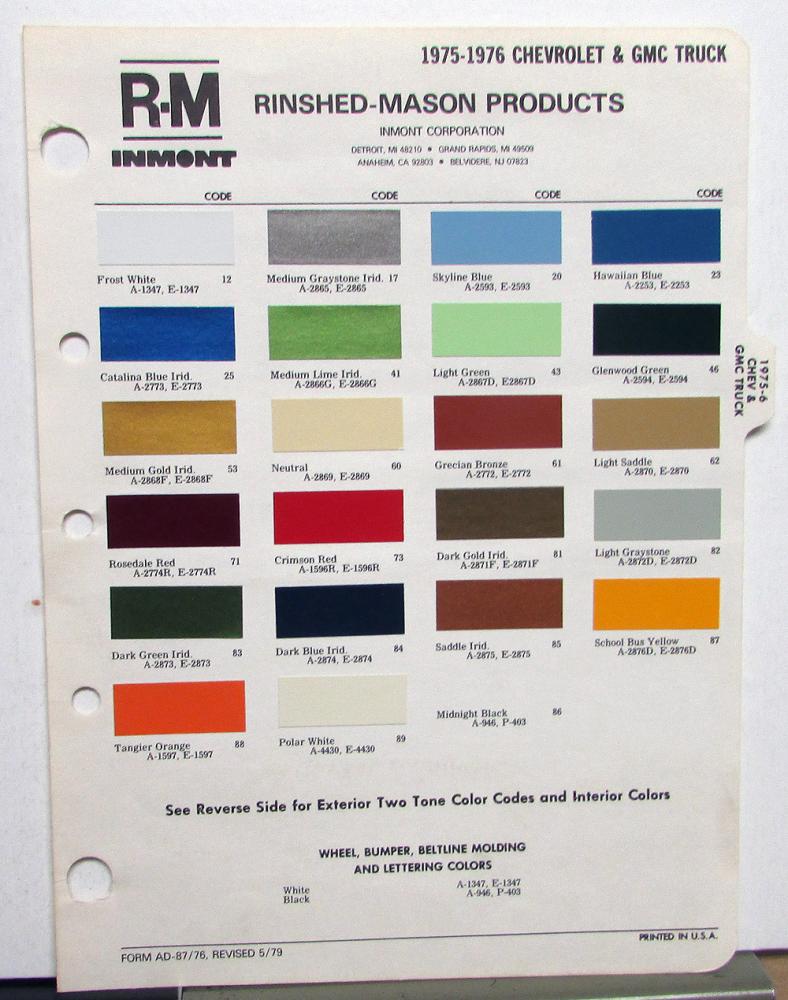 1975-1976 CHEVROLET & GMC TRUCK
R-M
INMONT
RINSHED-MASON PRODUCTS
INMONT CORPORATION
DETROIT, MI 48210 • GRAND RAPIDS, MI 49509
ANAHEIM, CA 92803 • BELVIDERE, NJ 07823
CODE CODE CODE CODE
Frost White 12
A-1347, E-1347
Medium Graystone Irid. 17
A-2865, E-2865
Skyline Blue 20
A-2593, E-2593
Hawaiian Blue 23
A-2253, E-2253
Catalina Blue Irid. 25
A-2773, E-2773
Medium Lime Irid. 41
A-2866G, E-2866G
Light Green 43
A-2867D, E2867D
Glenwood Green 46
A-2594, E-2594
1975-6
CHEV &
GMC TRUCK
Medium Gold Irid. 53
A-2868F, E-2868F
Neutral 60
A-2869, E-2869
Grecian Bronze 61
A-2772, E-2772
Light Saddle 62
A-2870, E-2870
Rosedale Red 71
A-2774R, E-2774R
Crimson Red 73
A-1596R, E-1596R
Dark Gold Irid. 81
A-2871F, E-2871F
Light Graystone 82
A-2872D, E-2872D
Dark Green Irid. 83
A-2873, E-2873
Dark Blue Irid. 84
A-2874, E-2874
Saddle Irid. 85
A-2875, E-2875
School Bus Yellow 87
A-2876D, E-2876D
Tangier Orange 88
A-1597, E-1597
Polar White 89
A-4430, E-4430
Midnight Black 86
A-946, P-403
See Reverse Side for Exterior Two Tone Color Codes and Interior Colors
WHEEL, BUMPER, BELTLINE MOLDING
AND LETTERING COLORS
White A-1347, E-1347
Black A-946, P-403
FORM AD-87/76, REVISED 5/79
PRINTED IN U.S.A.